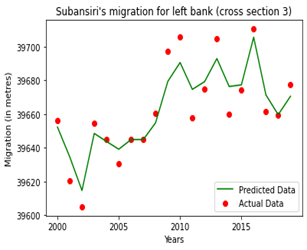 Subansiri's migration for left bank (cross section 3)
Migration (in metres)
39700
39680
39660
39640
39620
39600
2000
2005
2010
2015
Years
Predicted Data
Actual Data